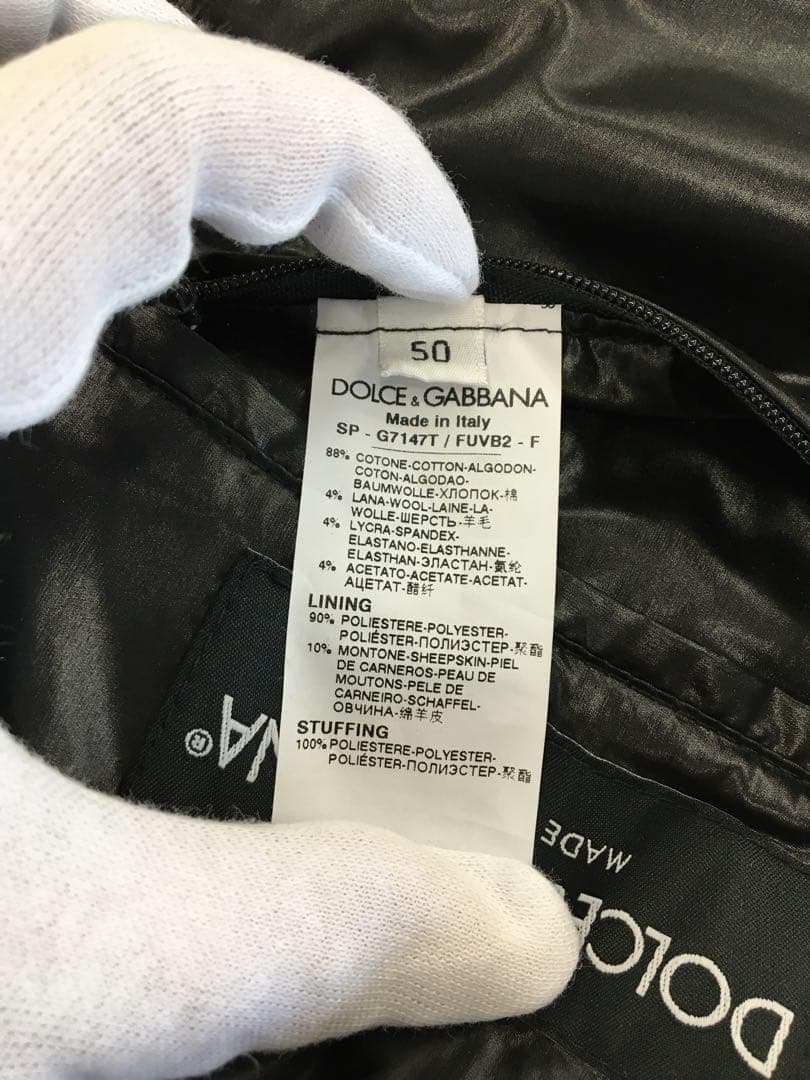 50
DOLCE & GABBANA
Made in Italy
SP - G7147T / FUVB2 - F
88% COTONE-COTTON-ALGODON-
COTON-ALGODAO-
BAUMWOLLE-ХЛОПОК-棉
4% LANA-WOOL-LAINE-LA-
WOLLE-ШЕРСТЬ-羊毛
4% LYCRA-SPANDEX-
ELASTANO-ELASTHANNE-
ELASTHAN-ЭЛАСТАН-氨纶
4% ACETATO-ACETATE-ACETAT-
АЦЕТАТ-醋纤
LINING
90% POLIESTERE-POLYESTER-
POLIÉSTER-ПОЛИЭСТЕР-聚酯
10% MONTONE-SHEEPSKIN-PIEL
DE CARNEROS-PEAU DE
MOUTONS-PELE DE
CARNEIRO-SCHAFFEL-
ОВЧИНА-绵羊皮
STUFFING
100% POLIESTERE-POLYESTER-
POLIÉSTER-ПОЛИЭСТЕР-聚酯
DOLCE
NA®
MADE